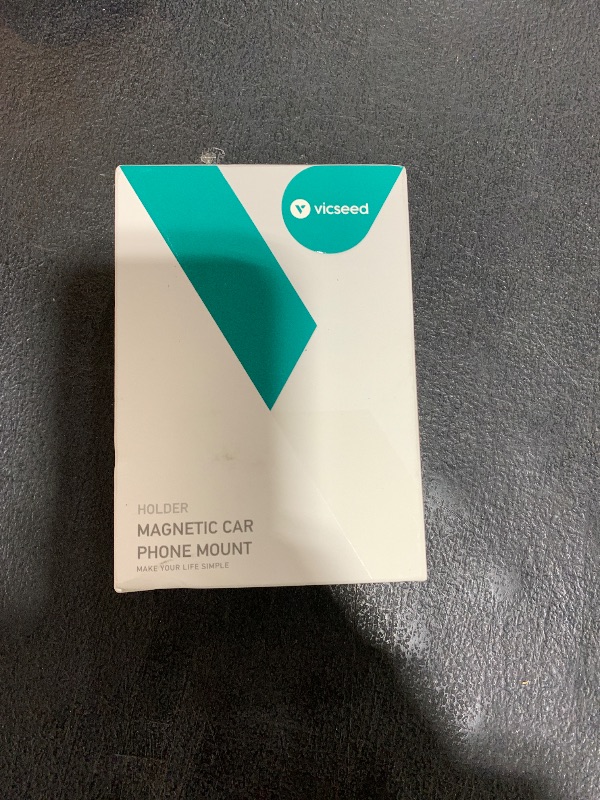 vicseed
HOLDER
MAGNETIC CAR
PHONE MOUNT
MAKE YOUR LIFE SIMPLE